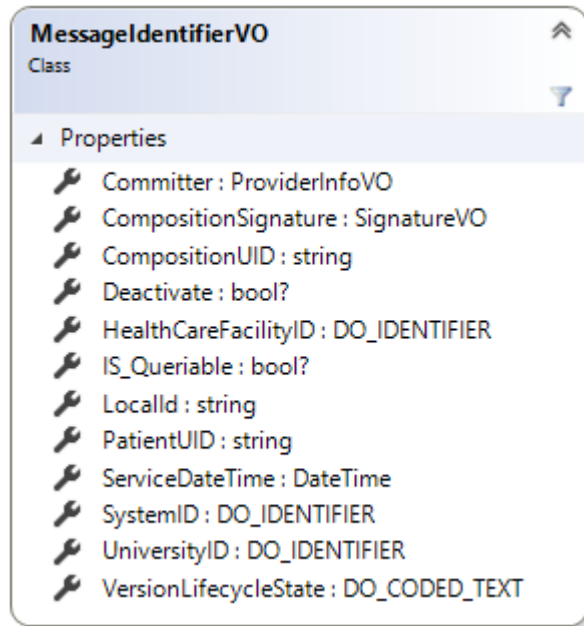 MessageIdentifierVO
Class
Properties
Committer : ProviderInfoVO
CompositionSignature : SignatureVO
CompositionUID : string
Deactivate : bool?
HealthCareFacilityID : DO_IDENTIFIER
IS_Queriable : bool?
LocalId : string
PatientUID : string
ServiceDateTime : DateTime
SystemID : DO_IDENTIFIER
UniversityID : DO_IDENTIFIER
VersionLifecycleState : DO_CODED_TEXT